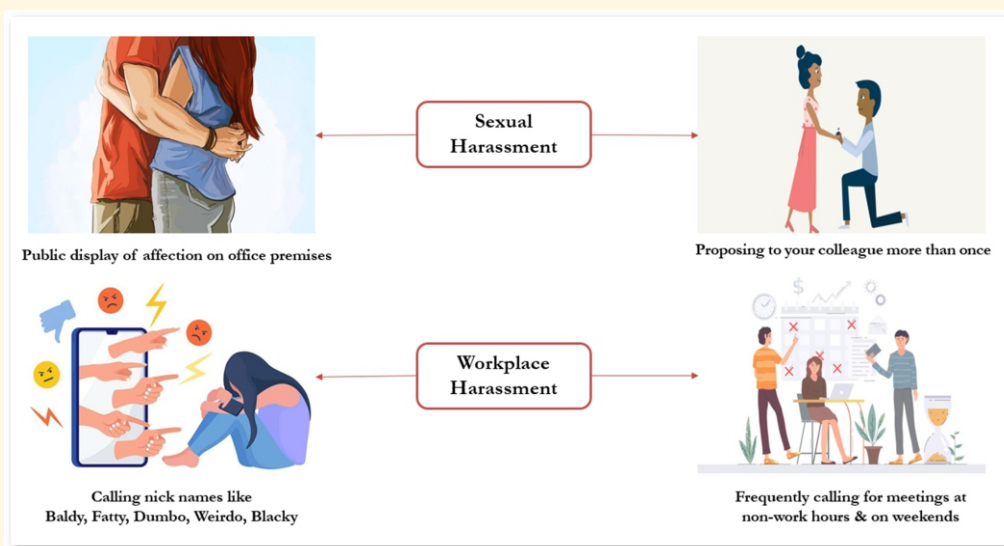 Sexual
Harassment
Public display of affection on office premises
Proposing to your colleague more than once
Workplace
Harassment
Calling nick names like
Baldy, Fatty, Dumbo, Weirdo, Blacky
Frequently calling for meetings at
non-work hours & on weekends